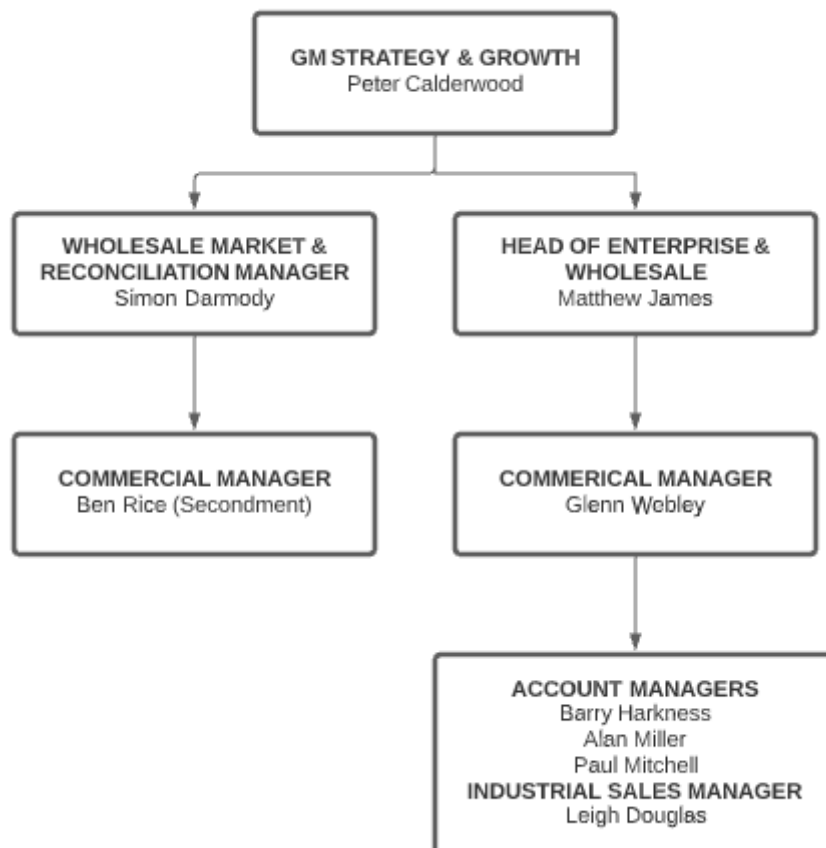 GM STRATEGY & GROWTH
Peter Calderwood
WHOLESALE MARKET &
RECONCILIATION MANAGER
Simon Darmody
HEAD OF ENTERPRISE &
WHOLESALE
Matthew James
COMMERCIAL MANAGER
Ben Rice (Secondment)
COMMERICAL MANAGER
Glenn Webley
ACCOUNT MANAGERS
Barry Harkness
Alan Miller
Paul Mitchell
INDUSTRIAL SALES MANAGER
Leigh Douglas